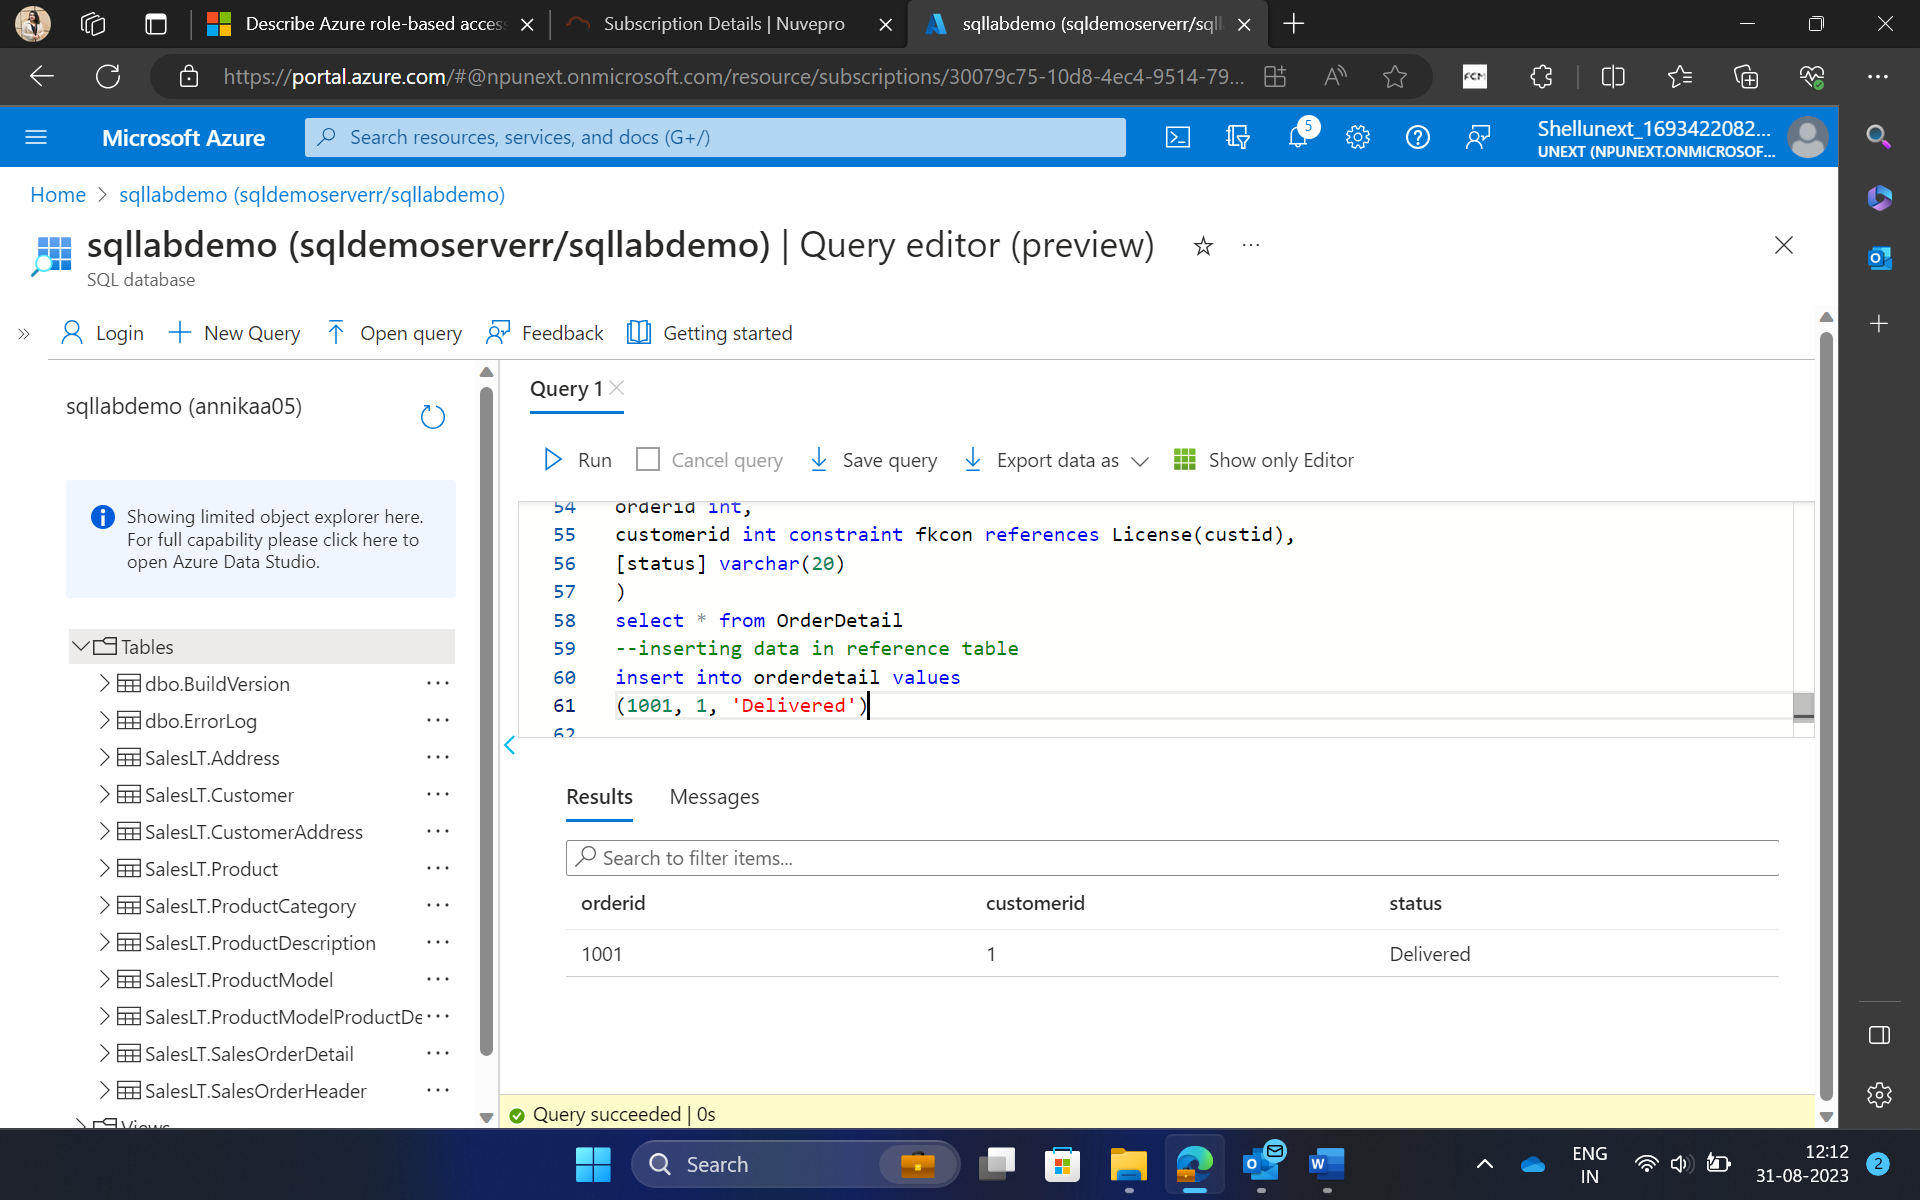 Describe Azure role-based acces
Subscription Details | Nuvepro
sqllabdemo (sqldemoserverr/sqll
https://portal.azure.com/#@npunext.onmicrosoft.com/resource/subscriptions/30079c75-10d8-4ec4-9514-79...
FCM
Microsoft Azure
Search resources, services, and docs (G+/)
5
Shellunext_1693422082...
UNEXT (NPUNEXT.ONMICROSOF...
Home > sqllabdemo (sqldemoserverr/sqllabdemo)
sqllabdemo (sqldemoserverr/sqllabdemo) | Query editor (preview)
SQL database
Login
New Query
Open query
Feedback
Getting started
sqllabdemo (annikaa05)
Showing limited object explorer here.
For full capability please click here to
open Azure Data Studio.
Tables
dbo.BuildVersion
dbo.ErrorLog
SalesLT.Address
SalesLT.Customer
SalesLT.CustomerAddress
SalesLT.Product
SalesLT.ProductCategory
SalesLT.ProductDescription
SalesLT.ProductModel
SalesLT.ProductModelProductDe
SalesLT.SalesOrderDetail
SalesLT.SalesOrderHeader
Views
Query 1
Run
Cancel query
Save query
Export data as
Show only Editor
54 orderid int,
55 customerid int constraint fkcon references License(custid),
56 [status] varchar(20)
57 )
58 select * from OrderDetail
59 --inserting data in reference table
60 insert into orderdetail values
61 (1001, 1, 'Delivered')
62
Results
Messages
Search to filter items...
orderid customerid status
1001 1 Delivered
Query succeeded | 0s
Search
ENG
IN
12:12
31-08-2023
2